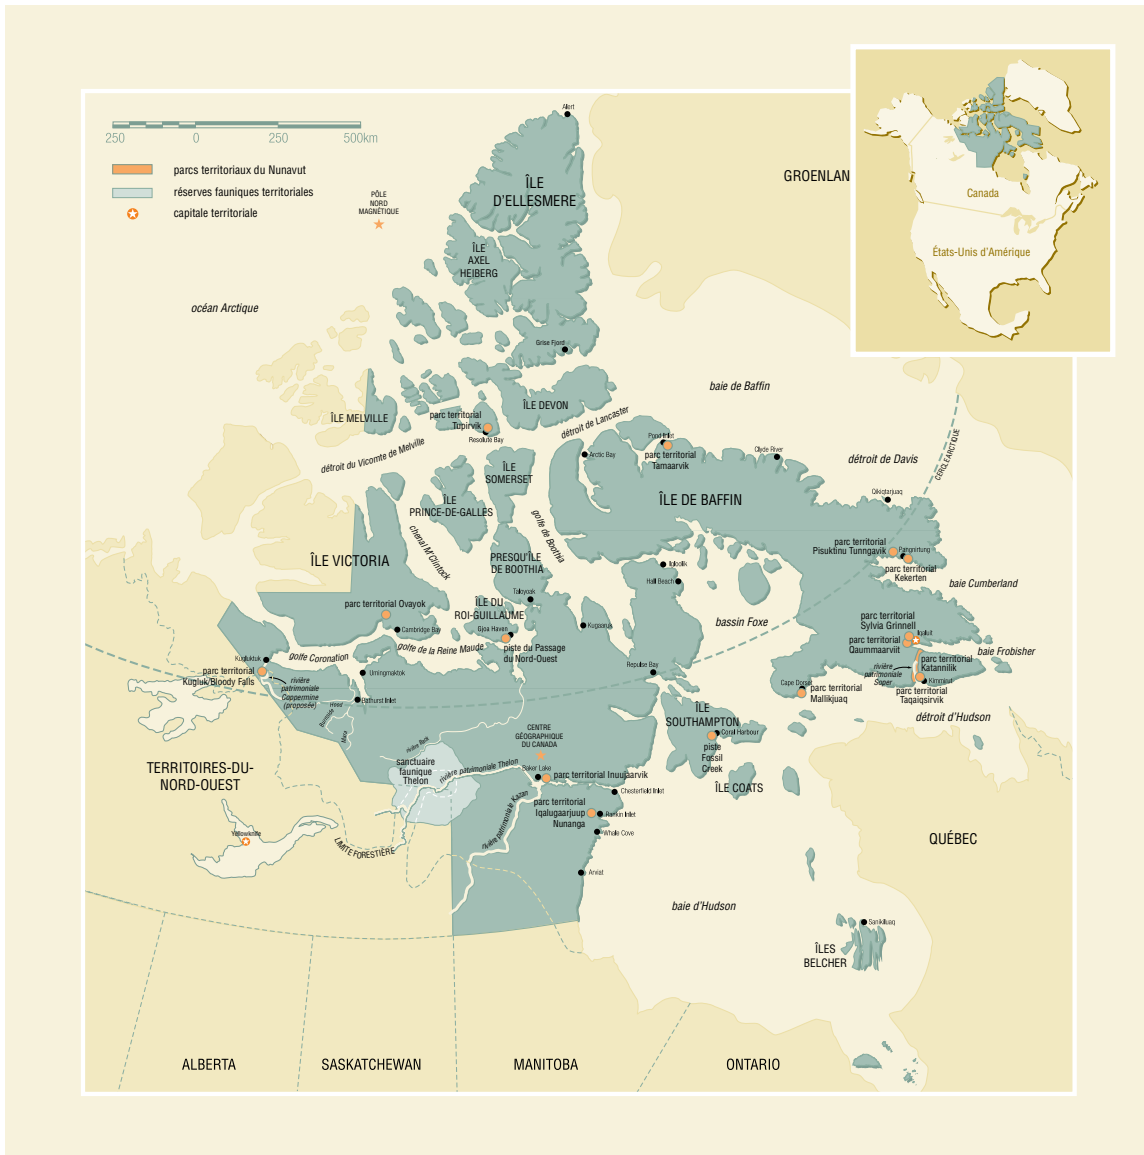 Alert
250
0
250
500km
parcs territoriaux du Nunavut
réserves fauniques territoriales
capitale territoriale
PÔLE
NORD
MAGNÉTIQUE
ÎLE
D'ELLESMERE
GROENLAN
Canada
États-Unis d'Amérique
ÎLE
AXEL
HEIBERG
océan Arctique
Grise Fjord
baie de Baffin
ÎLE DEVON
ÎLE MELVILLE
parc territorial
Tupirvik
Resolute Bay
détroit de Lancaster
détroit du Vicomte de Melville
Pond Inlet
parc territorial
Tamaarvik
Arctic Bay
Clyde River
détroit de Davis
CERCLE ARCTIQUE
ÎLE
SOMERSET
ÎLE
PRINCE-DE-GALLES
ÎLE DE BAFFIN
Qikiqtarjuaq
golfe de Boothia
chenal M'Clintock
parc territorial
Pisuktinu Tunngavik
Pangnirtung
parc territorial
Kekerten
ÎLE VICTORIA
PRESQU'ÎLE
DE BOOTHIA
Igloolik
Hall Beach
baie Cumberland
Taloyoak
parc territorial Ovayok
ÎLE DU
ROI-GUILLAUME
Cambridge Bay
Gjoa Haven
Kugaaruk
bassin Foxe
parc territorial
Sylvia Grinnell
Iqaluit
parc territorial
Qaummaarviit
baie Frobisher
piste du Passage
du Nord-Ouest
golfe de la Reine Maude
golfe Coronation
Kugluktuk
parc territorial
Kugluk/Bloody Falls
rivière
patrimoniale
Coppermine
(proposée)
Umingmaktok
Bathurst Inlet
Hood
Burnside
Mara
Repulse Bay
parc territorial
Katannilik
rivière
patrimoniale
Soper
Kimmirut
parc territorial
Taqaiqsirvik
Cape Dorset
parc territorial
Mallikjuaq
détroit d'Hudson
ÎLE
SOUTHAMPTON
Coral Harbour
piste
Fossil
Creek
ÎLE COATS
CENTRE
GÉOGRAPHIQUE
DU CANADA
rivière Back
sanctuaire
faunique
Thelon
rivière patrimoniale Thelon
Baker Lake
parc territorial Inuujaarvik
Chesterfield Inlet
parc territorial
Iqalugaarjuup
Nunanga
Rankin Inlet
Whale Cove
rivière patrimoniale Kazan
Arviat
TERRITOIRES-DU-
NORD-OUEST
Yellowknife
LIMITE FORESTIÈRE
QUÉBEC
baie d'Hudson
Sanikiluaq
ÎLES
BELCHER
ALBERTA
SASKATCHEWAN
MANITOBA
ONTARIO